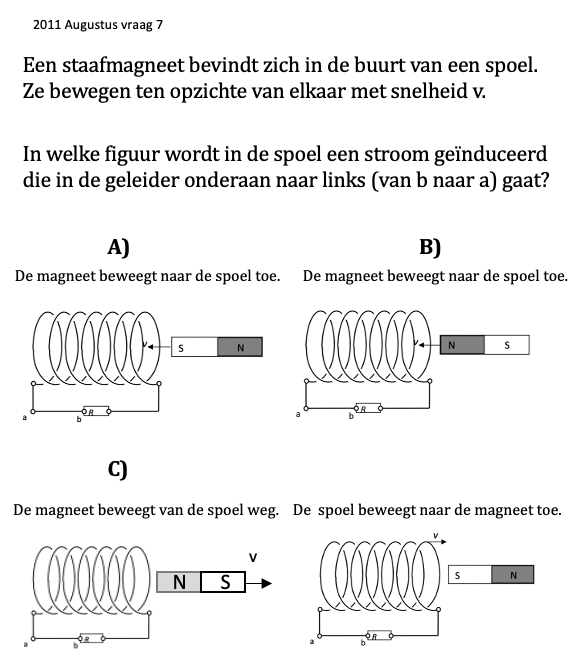 2011 Augustus vraag 7
Een staafmagneet bevindt zich in de buurt van een spoel.
Ze bewegen ten opzichte van elkaar met snelheid v.
In welke figuur wordt in de spoel een stroom geïnduceerd
die in de geleider onderaan naar links (van b naar a) gaat?
A)
De magneet beweegt naar de spoel toe.
v
S
N
R
a
b
B)
De magneet beweegt naar de spoel toe.
v
N
S
R
a
b
C)
De magneet beweegt van de spoel weg.
v
N
S
R
a
b
De spoel beweegt naar de magneet toe.
v
S
N
R
a
b